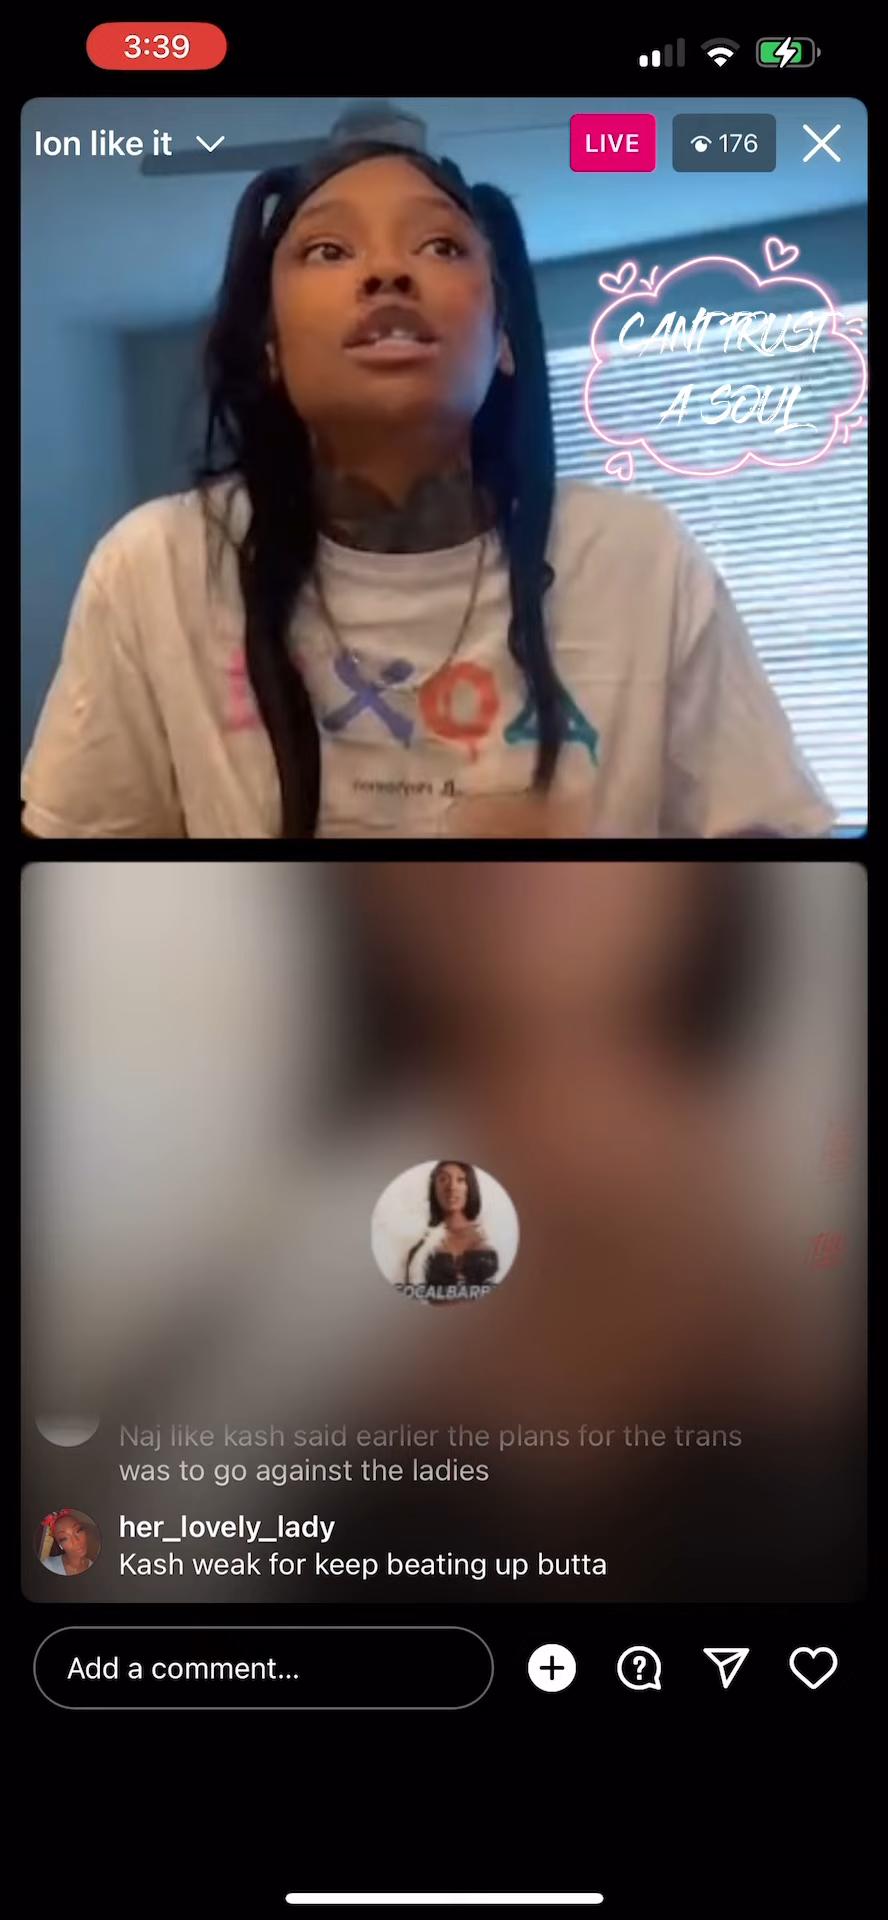 3:39
Ion like it
LIVE
176
CANT TRUST
A SOUL
Naj like kash said earlier the plans for the trans
was to go against the ladies
her_lovely_lady
Kash weak for keep beating up butta
Add a comment...